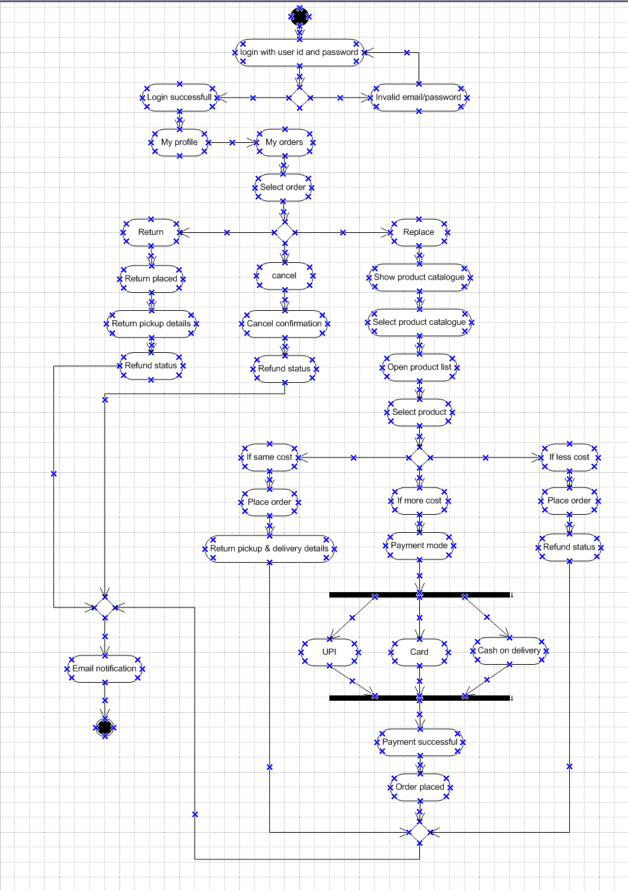 login with user id and password
Login successfull
Invalid email/password
My profile
My orders
Select order
Return
Replace
Return placed
cancel
Show product catalogue
Return pickup details
Cancel confirmation
Select product catalogue
Refund status
Refund status
Open product list
Select product
If same cost
If less cost
Place order
If more cost
Place order
Return pickup & delivery details
Payment mode
Refund status
UPI
Card
Cash on delivery
Email notification
Payment successful
Order placed